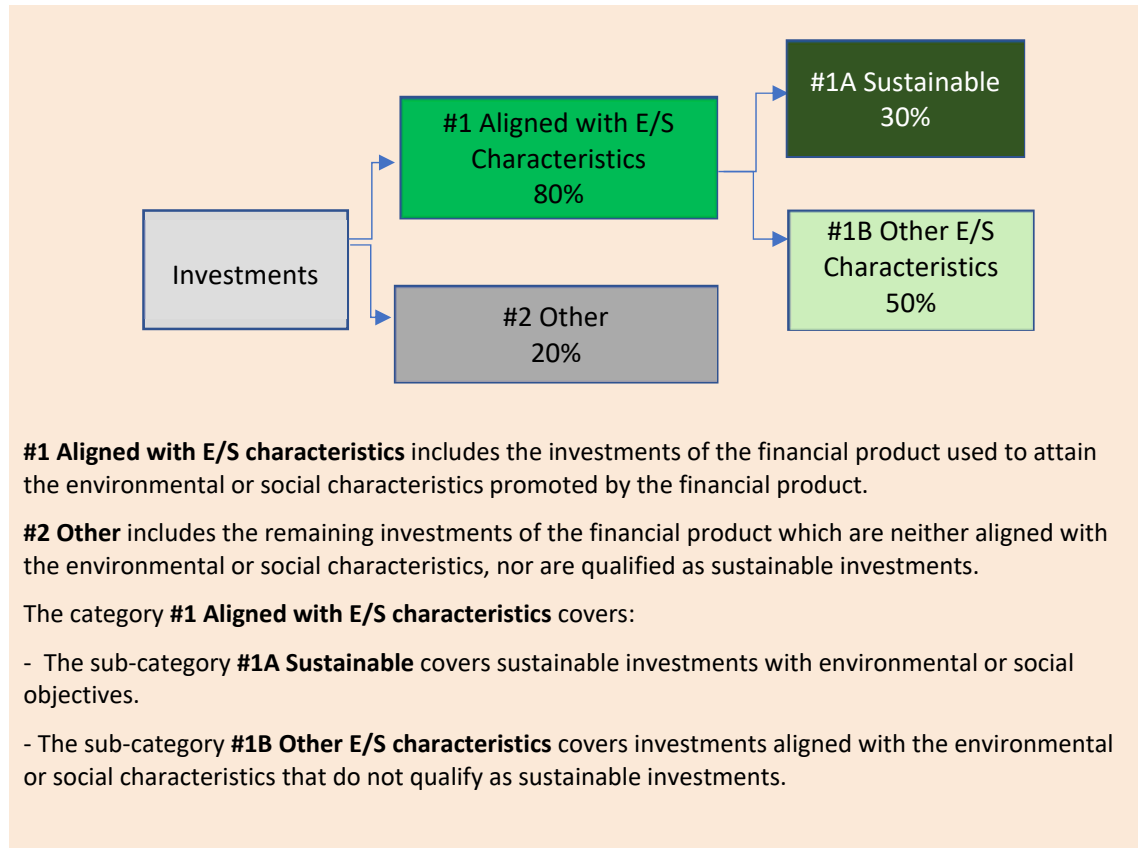 #1A Sustainable
30%
#1 Aligned with E/S
Characteristics
80%
#1B Other E/S
Characteristics
50%
Investments
#2 Other
20%
#1 Aligned with E/S characteristics includes the investments of the financial product used to attain
the environmental or social characteristics promoted by the financial product.
#2 Other includes the remaining investments of the financial product which are neither aligned with
the environmental or social characteristics, nor are qualified as sustainable investments.
The category #1 Aligned with E/S characteristics covers:
- The sub-category #1A Sustainable covers sustainable investments with environmental or social
objectives.
- The sub-category #1B Other E/S characteristics covers investments aligned with the environmental
or social characteristics that do not qualify as sustainable investments.